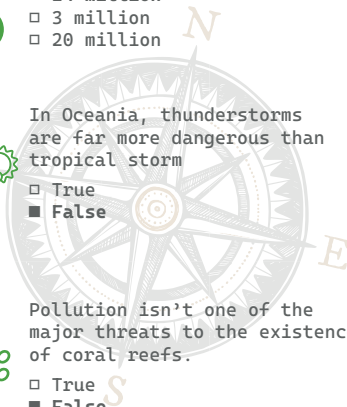 □ 3 million
□ 20 million
N
In Oceania, thunderstorms
are far more dangerous than
tropical storm
□ True
■ False
E
Pollution isn't one of the
major threats to the existenc
of coral reefs.
□ True
S
■ False